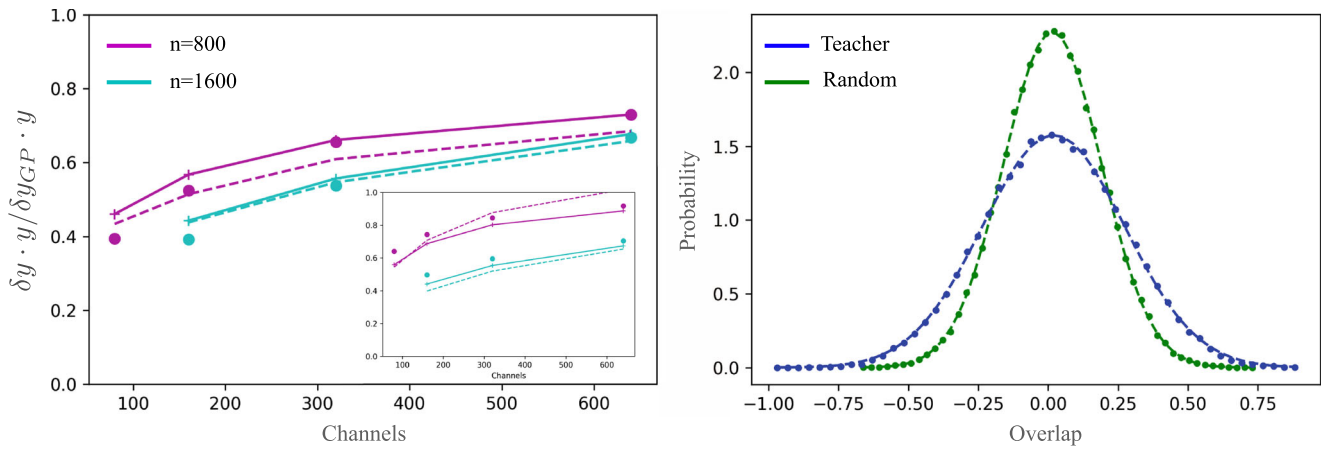 1.0
0.8
0.6
0.4
0.2
0.0
δy · y/δy_GP · y
n=800
n=1600
100 200 300 400 500 600
Channels
1.0
0.8
0.6
0.4
0.2
0.0
100 200 300 400 500 600
Channels
Teacher
Random
Probability
2.0
1.5
1.0
0.5
0.0
−1.00 −0.75 −0.50 −0.25 0.00 0.25 0.50 0.75
Overlap